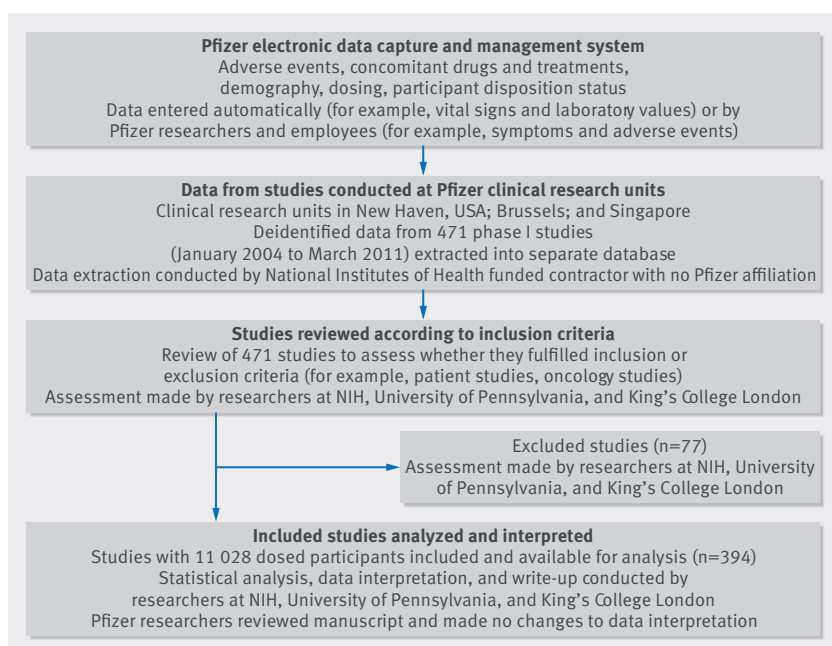 Pfizer electronic data capture and management system
Adverse events, concomitant drugs and treatments,
demography, dosing, participant disposition status
Data entered automatically (for example, vital signs and laboratory values) or by
Pfizer researchers and employees (for example, symptoms and adverse events)
Data from studies conducted at Pfizer clinical research units
Clinical research units in New Haven, USA; Brussels; and Singapore
Deidentified data from 471 phase I studies
(January 2004 to March 2011) extracted into separate database
Data extraction conducted by National Institutes of Health funded contractor with no Pfizer affiliation
Studies reviewed according to inclusion criteria
Review of 471 studies to assess whether they fulfilled inclusion or
exclusion criteria (for example, patient studies, oncology studies)
Assessment made by researchers at NIH, University of Pennsylvania, and King's College London
Excluded studies (n=77)
Assessment made by researchers at NIH, University
of Pennsylvania, and King's College London
Included studies analyzed and interpreted
Studies with 11 028 dosed participants included and available for analysis (n=394)
Statistical analysis, data interpretation, and write-up conducted by
researchers at NIH, University of Pennsylvania, and King's College London
Pfizer researchers reviewed manuscript and made no changes to data interpretation